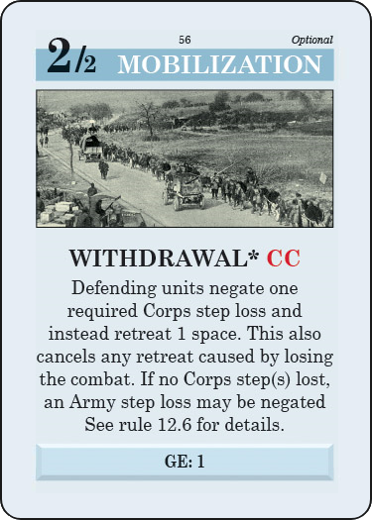 56
Optional
2/2 MOBILIZATION
WITHDRAWAL* CC
Defending units negate one
required Corps step loss and
instead retreat 1 space. This also
cancels any retreat caused by losing
the combat. If no Corps step(s) lost,
an Army step loss may be negated
See rule 12.6 for details.
GE: 1